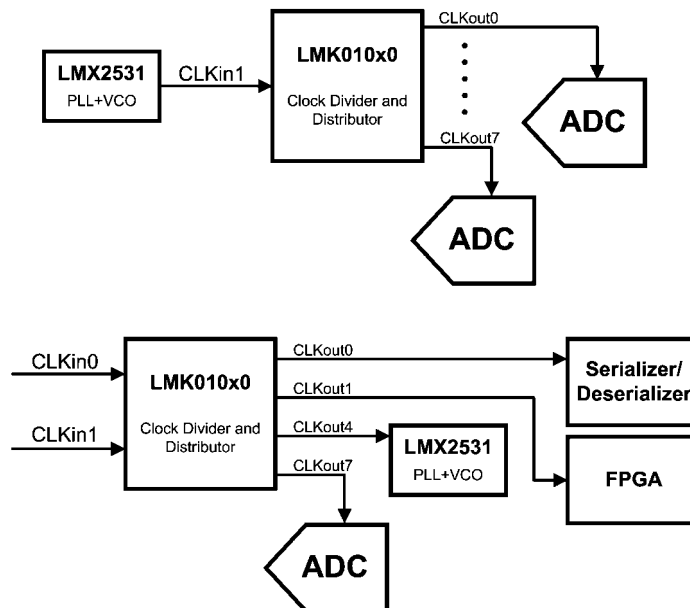 CLKout0
LMK010x0
LMX2531
CLKin1
PLL+VCO
Clock Divider and
Distributor
ADC
CLKout7
ADC
CLKin0
CLKout0
LMK010x0
Serializer/
Deserializer
CLKout1
CLKin1
Clock Divider and
Distributor
CLKout4
LMX2531
PLL+VCO
CLKout7
FPGA
ADC